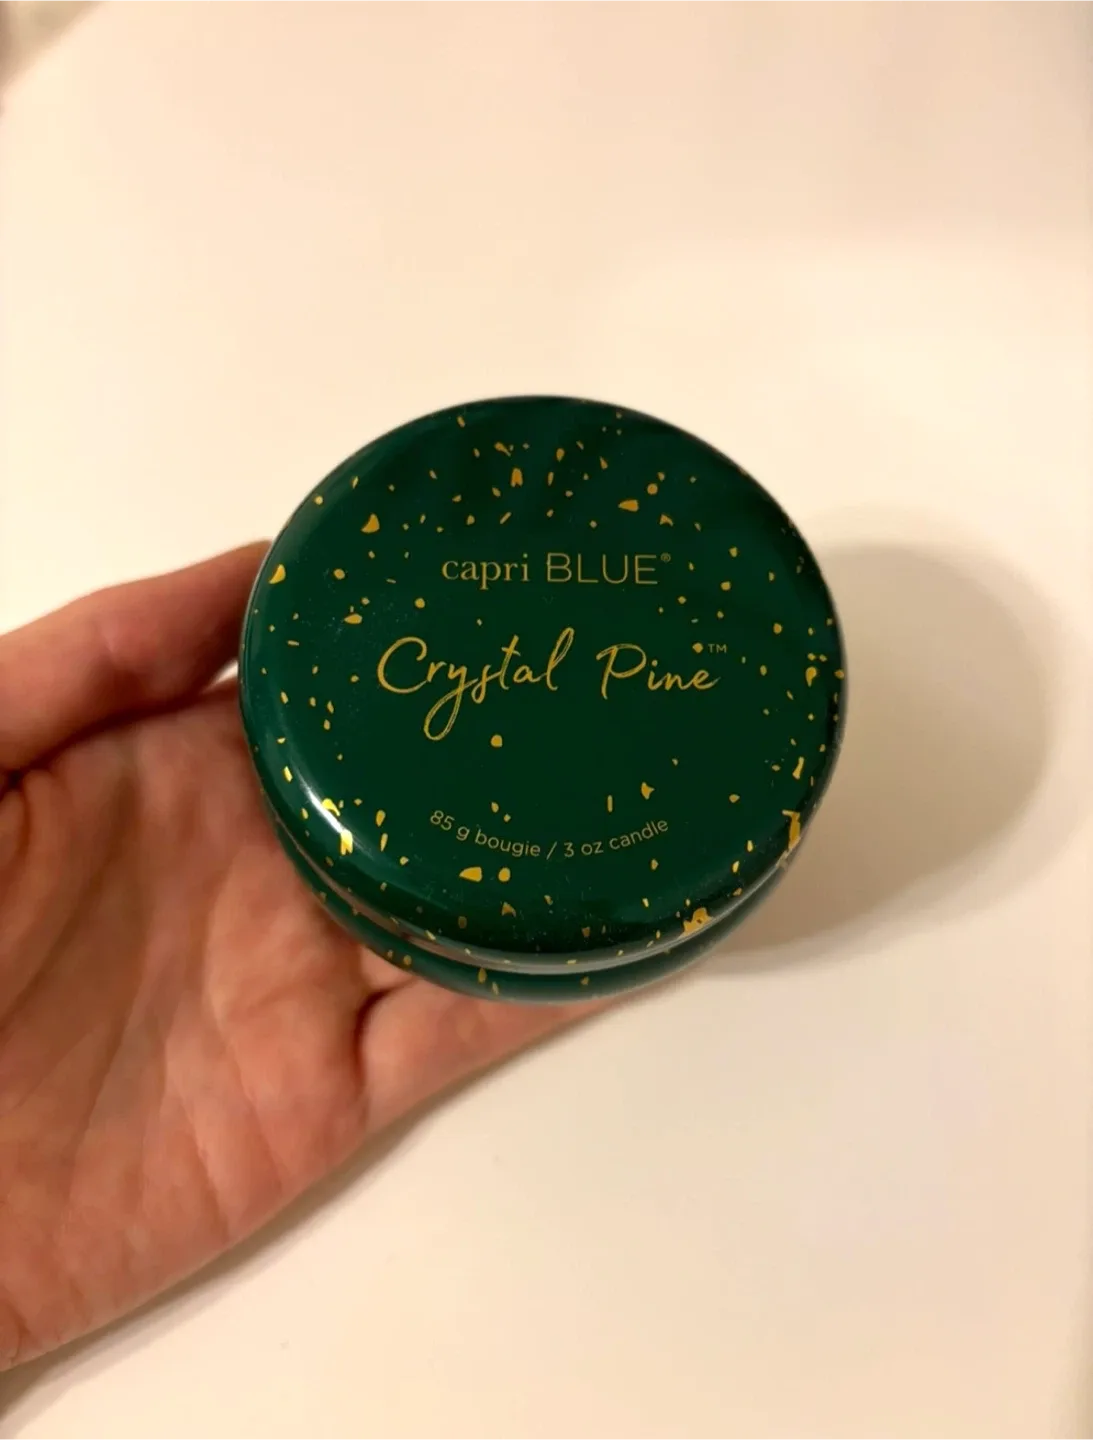 capri BLUE®
Crystal Pine™
85 g bougie / 3 oz candle